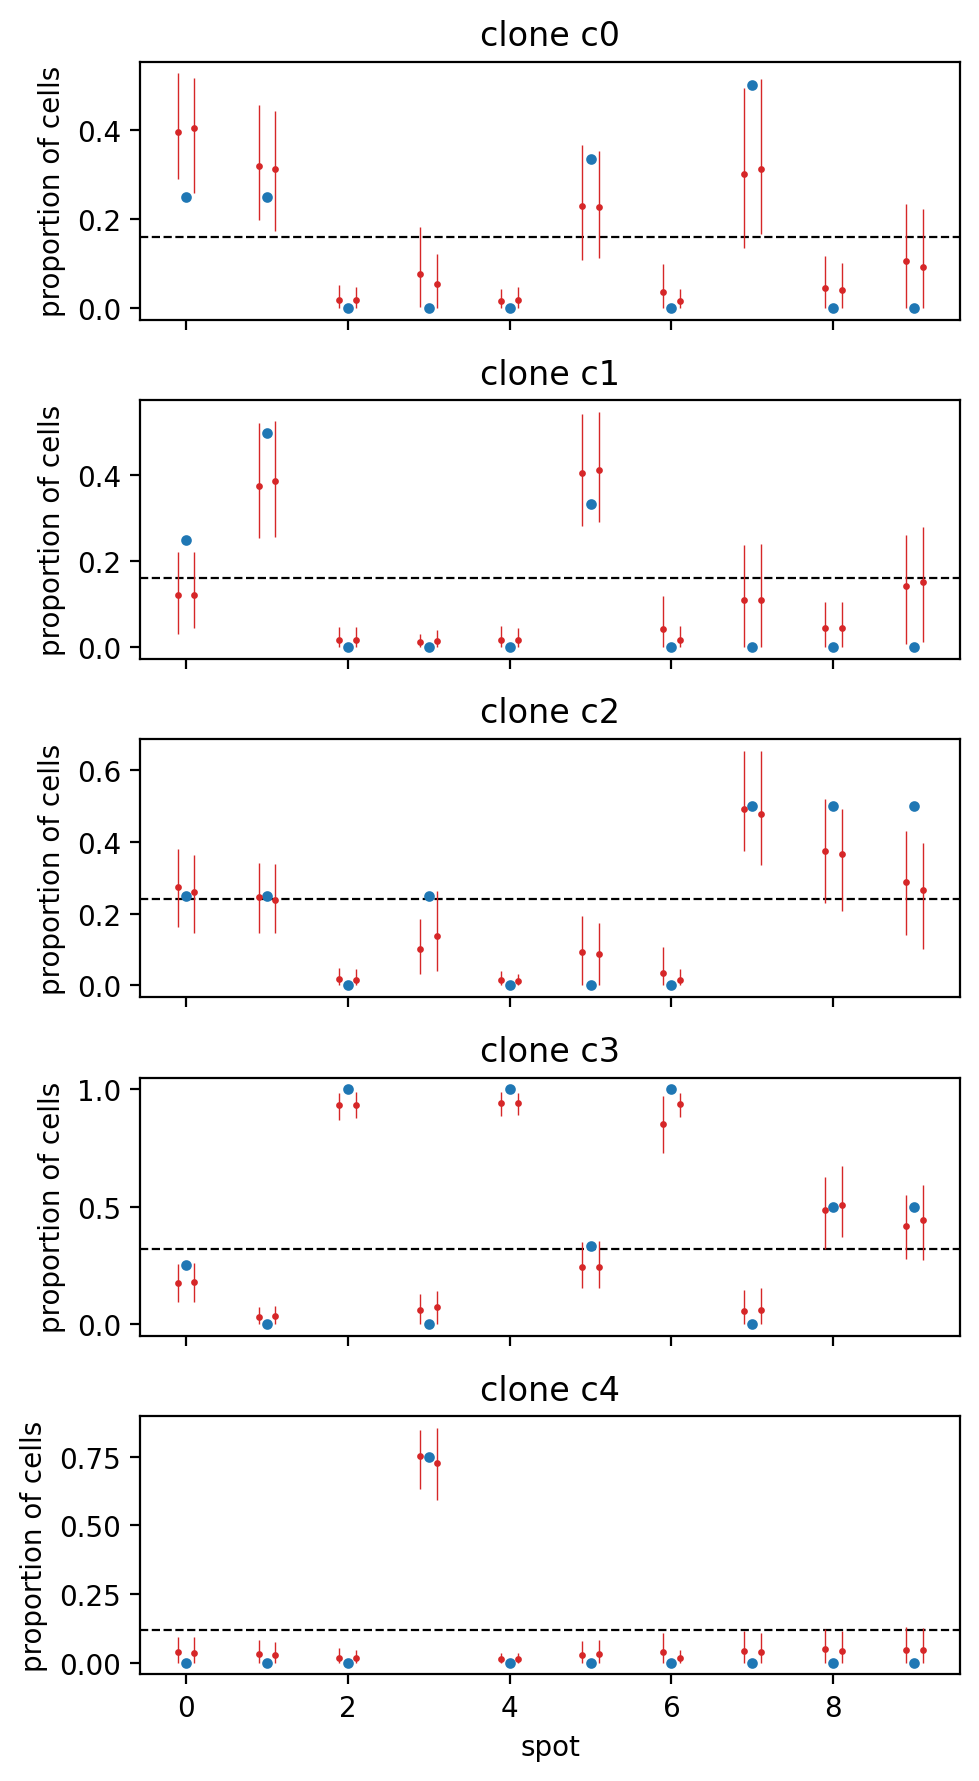 clone c0
proportion of cells
0.4
0.2
0.0
clone c1
proportion of cells
0.4
0.2
0.0
clone c2
proportion of cells
0.6
0.4
0.2
0.0
clone c3
proportion of cells
1.0
0.5
0.0
clone c4
proportion of cells
0.75
0.50
0.25
0.00
0 2 4 6 8
spot